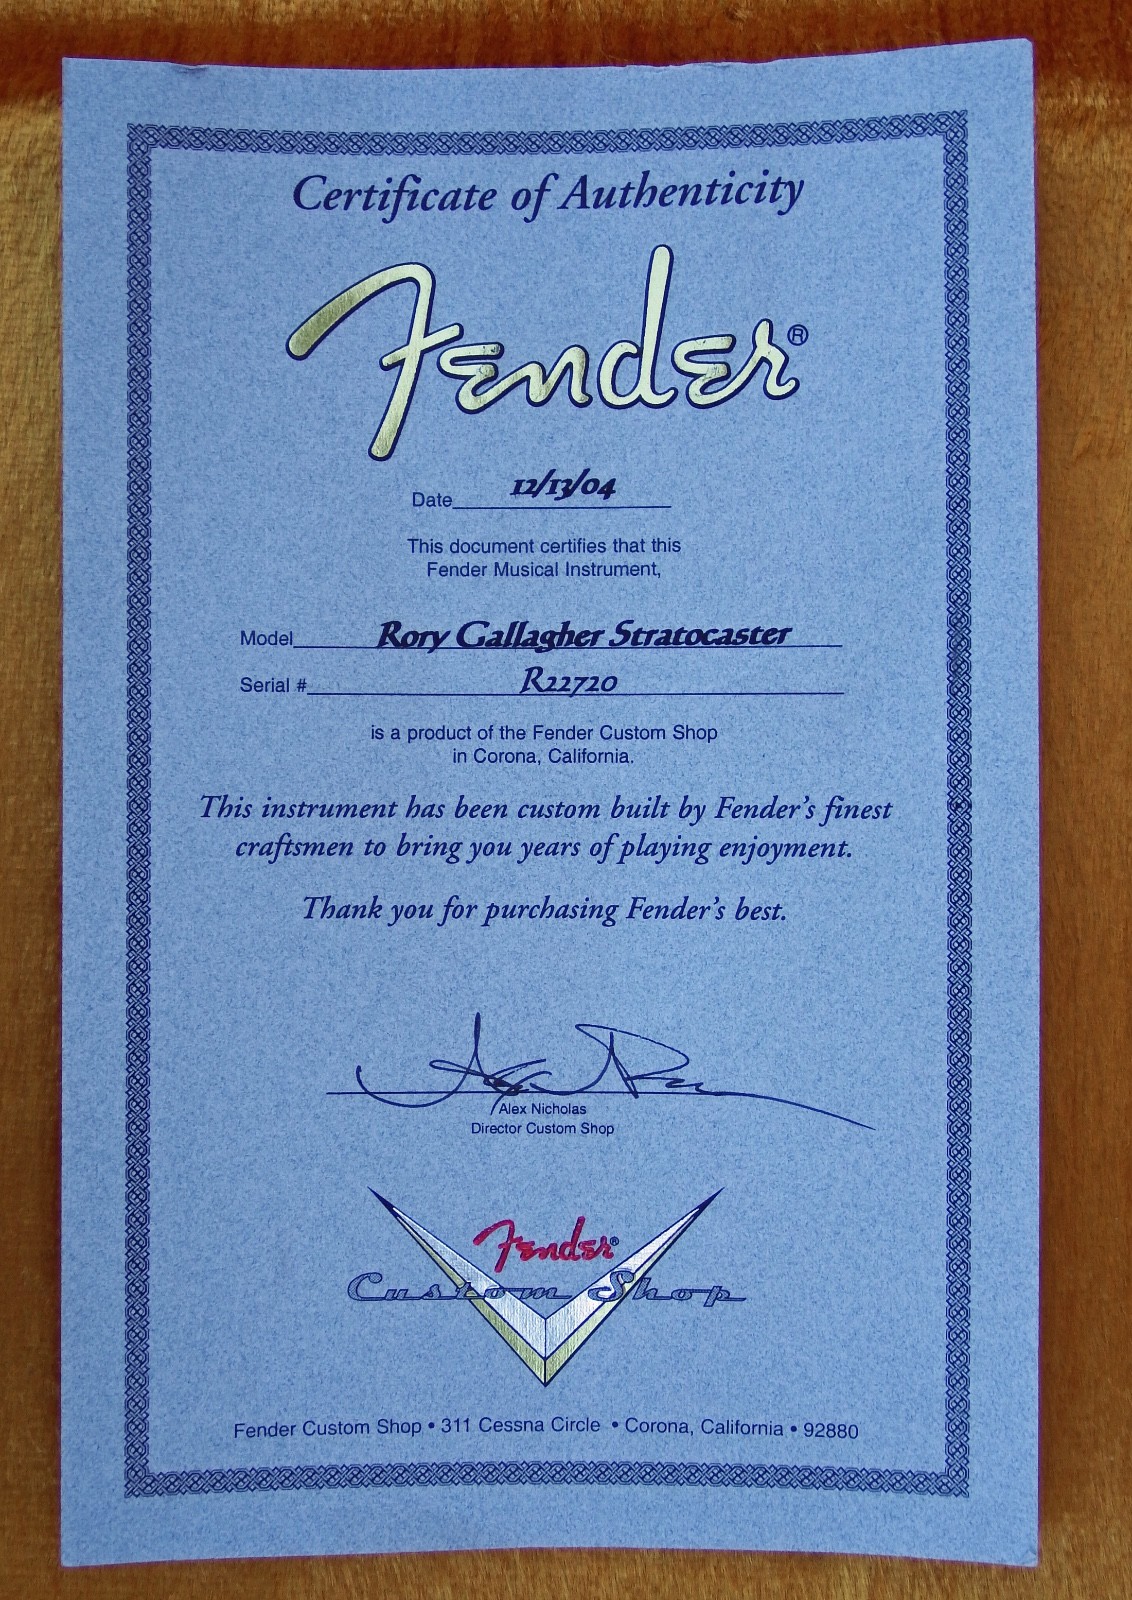 Certificate of Authenticity
Fender®
Date 12/13/04
This document certifies that this
Fender Musical Instrument,
Model Rory Gallagher Stratocaster
Serial # R22720
is a product of the Fender Custom Shop
in Corona, California.
This instrument has been custom built by Fender's finest
craftsmen to bring you years of playing enjoyment.
Thank you for purchasing Fender's best.
Alex Nicholas
Director Custom Shop
Fender®
Custom Shop
Fender Custom Shop • 311 Cessna Circle • Corona, California • 92880